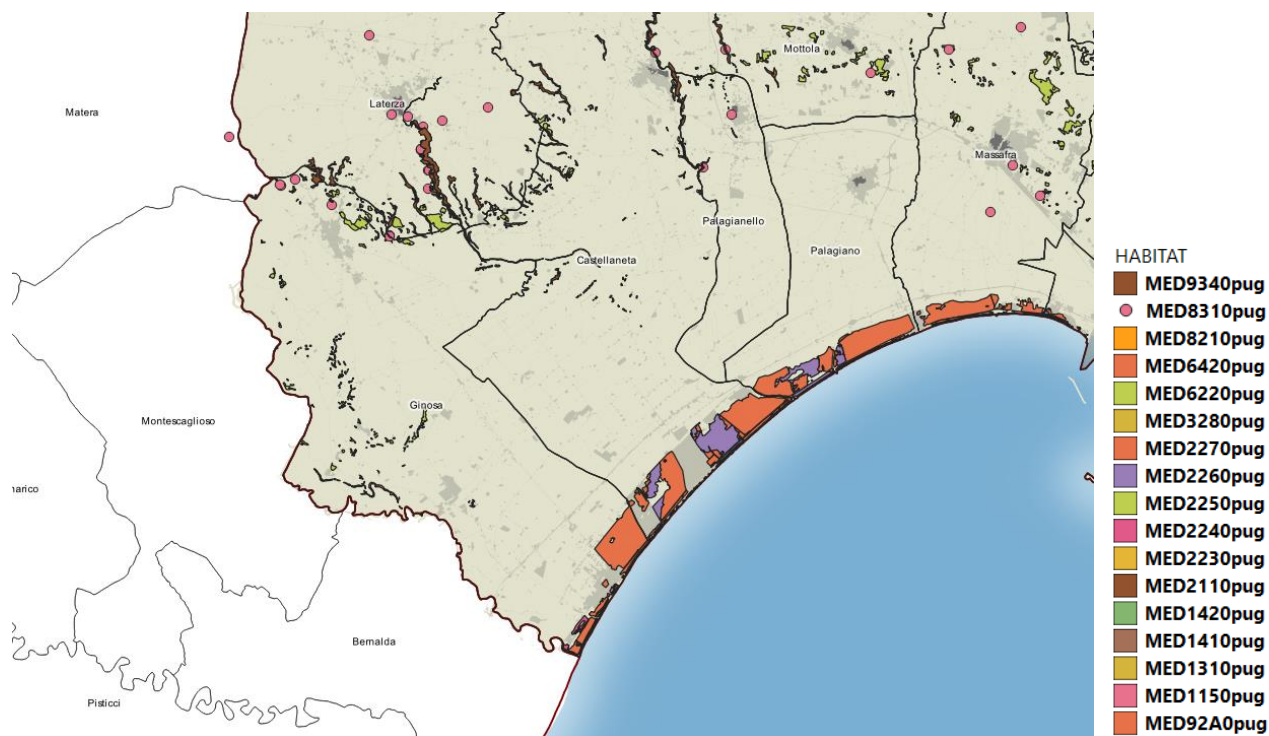 Mottola
Laterza
Matera
Massafra
Palagianello
Palagiano
Castellaneta
Ginosa
Montescaglioso
narico
Bernalda
Pisticci
HABITAT
MED9340pug
MED8310pug
MED8210pug
MED6420pug
MED6220pug
MED3280pug
MED2270pug
MED2260pug
MED2250pug
MED2240pug
MED2230pug
MED2110pug
MED1420pug
MED1410pug
MED1310pug
MED1150pug
MED92A0pug